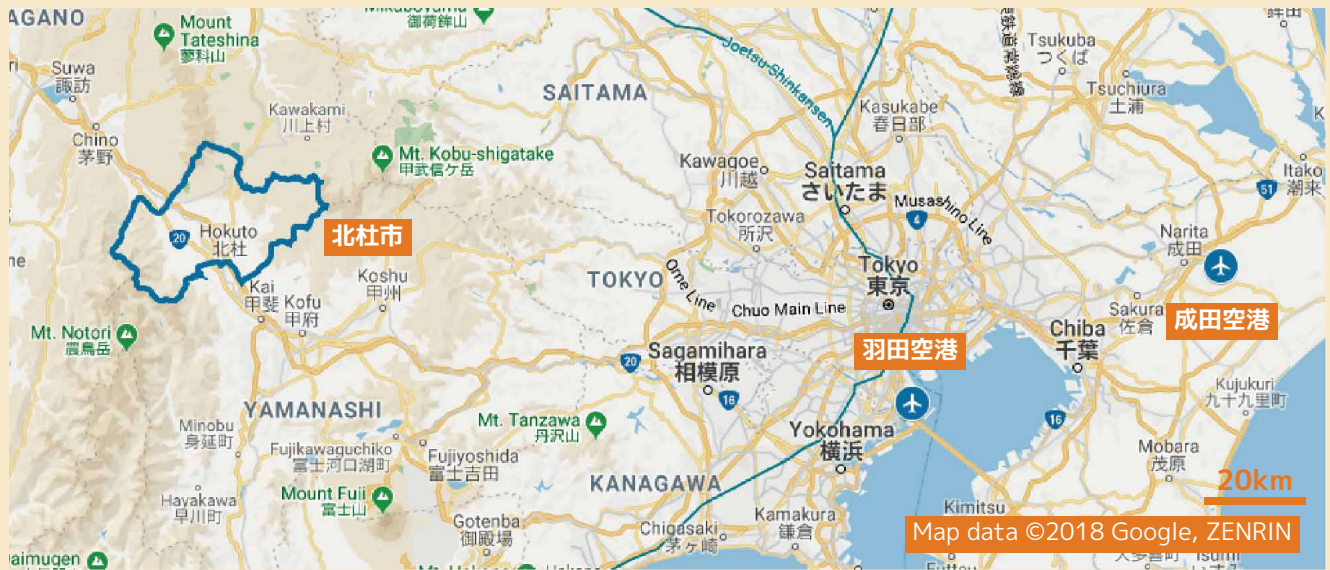 AGANO
Mount
Tateshina
蓼科山
御荷鉾山
Suwa
諏訪
Chino
茅野
Kawakami
川上村
Mt. Kobu-shigatake
甲武信ケ岳
SAITAMA
Joetsu Shinkansen
Kasukabe
春日部
Tsukuba
つくば
Tsuchiura
土浦
鉾田
Kawagoe
川越
Saitama
さいたま
Musashino Line
4
Itako
潮来
51
Tokorozawa
所沢
20
Hokuto
北杜
北杜市
Narita
成田
Koshu
甲州
Kai
甲斐
Kofu
甲府
TOKYO
Ome Line
Chuo Main Line
Tokyo
東京
Sakura
佐倉
成田空港
Mt. Notori
農鳥岳
Chiba
千葉
羽田空港
20
Sagamihara
相模原
16
Kujukuri
九十九里町
YAMANASHI
Minobu
身延町
Mt. Tanzawa
丹沢山
Yokohama
横浜
16
Mobara
茂原
Fujikawaguchiko
富士河口湖町
Fujiyoshida
富士吉田
KANAGAWA
20km
Hayakawa
早川町
Mount Fuji
富士山
Gotenba
御殿場
Chigasaki
茅ヶ崎
Kamakura
鎌倉
Kimitsu
Map data ©2018 Google, ZENRIN